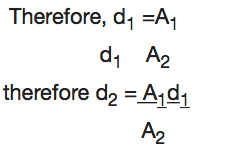 Therefore, d₁ =A₁
d₁ A₂
therefore d₂ = A₁d₁
A₂